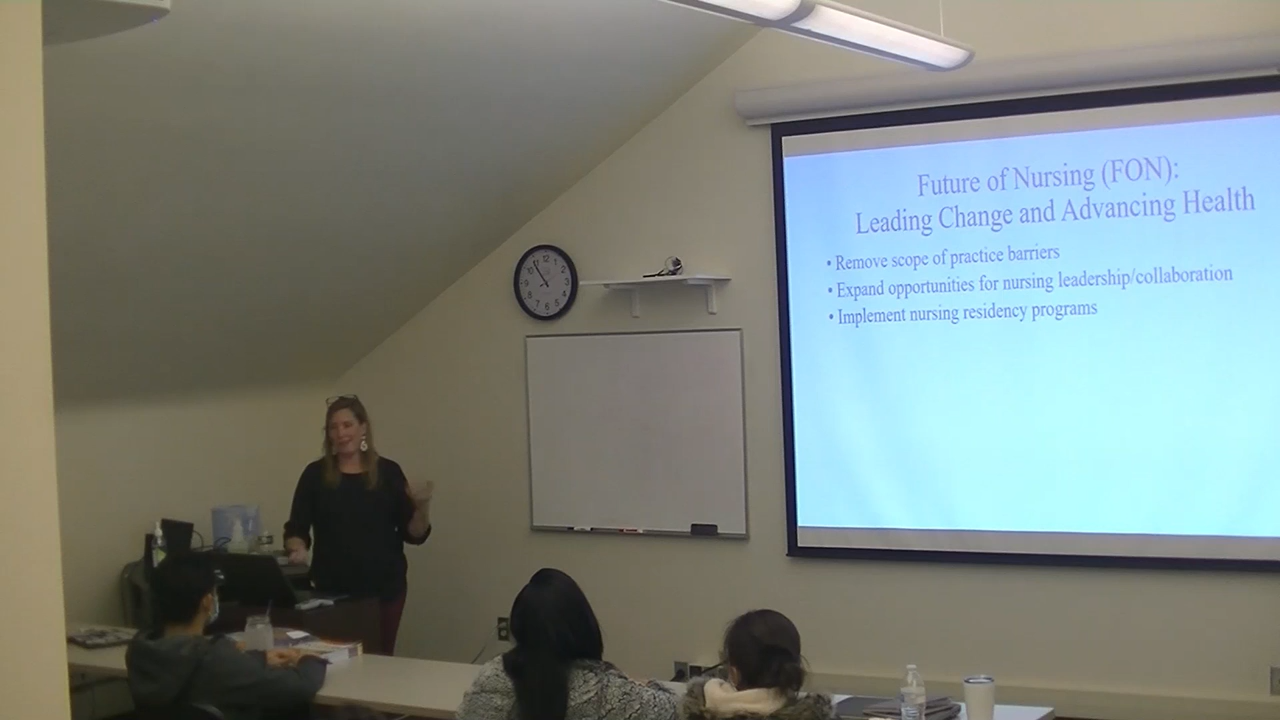 Future of Nursing (FON):
Leading Change and Advancing Health
• Remove scope of practice barriers
• Expand opportunities for nursing leadership/collaboration
• Implement nursing residency programs